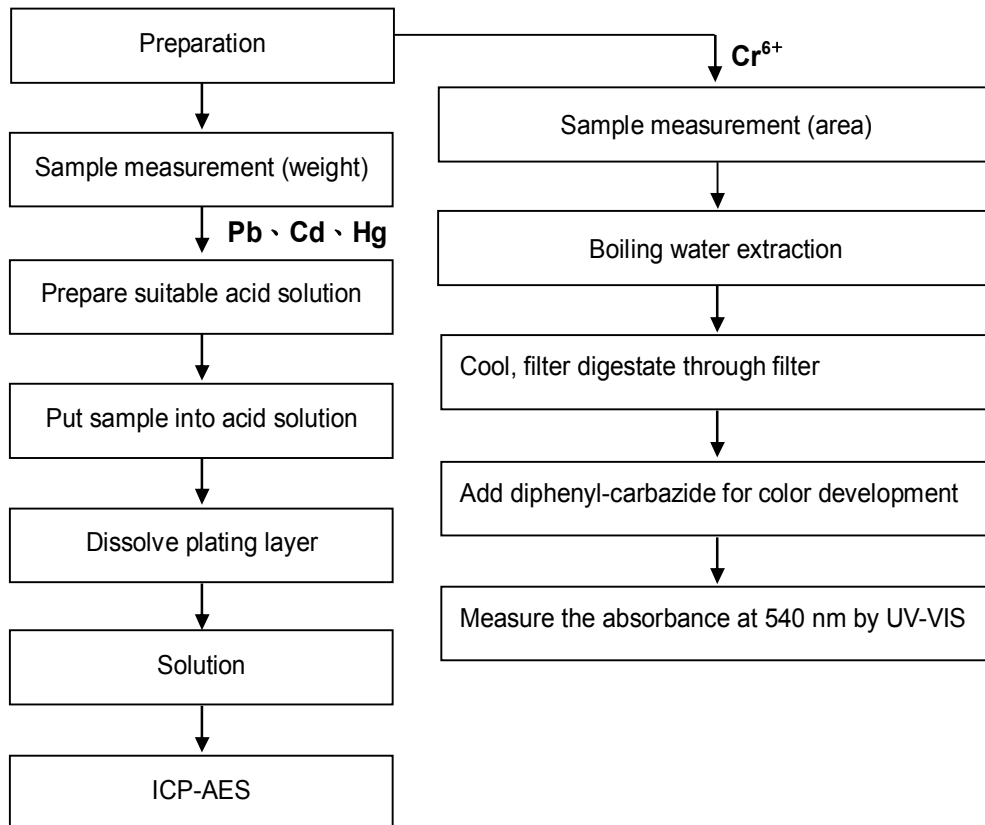 Preparation
Sample measurement (weight)
Pb、Cd、Hg
Prepare suitable acid solution
Put sample into acid solution
Dissolve plating layer
Solution
ICP-AES
Cr⁶⁺
Sample measurement (area)
Boiling water extraction
Cool, filter digestate through filter
Add diphenyl-carbazide for color development
Measure the absorbance at 540 nm by UV-VIS